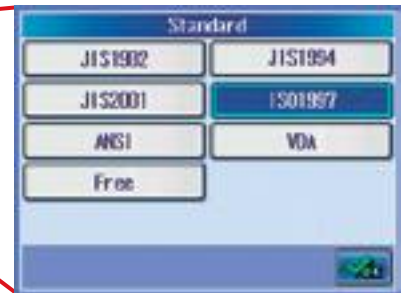 Standard
JIS1982 JIS1994
JIS2001 ISO1997
ANSI VDA
Free